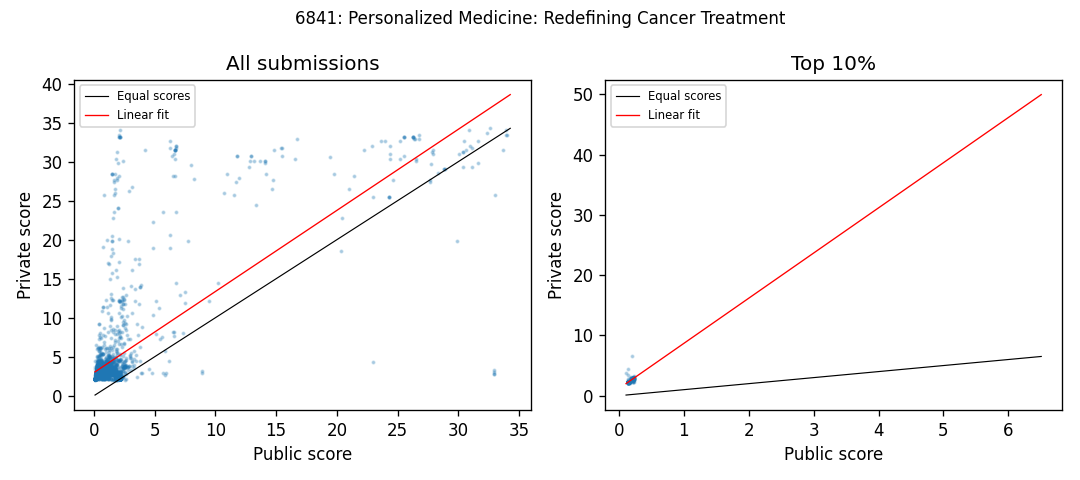 6841: Personalized Medicine: Redefining Cancer Treatment
All submissions
Top 10%
Equal scores
Linear fit
Equal scores
Linear fit
40
35
30
25
20
15
10
5
0
Private score
0 5 10 15 20 25 30 35
Public score
50
40
30
20
10
0
Private score
0 1 2 3 4 5 6
Public score